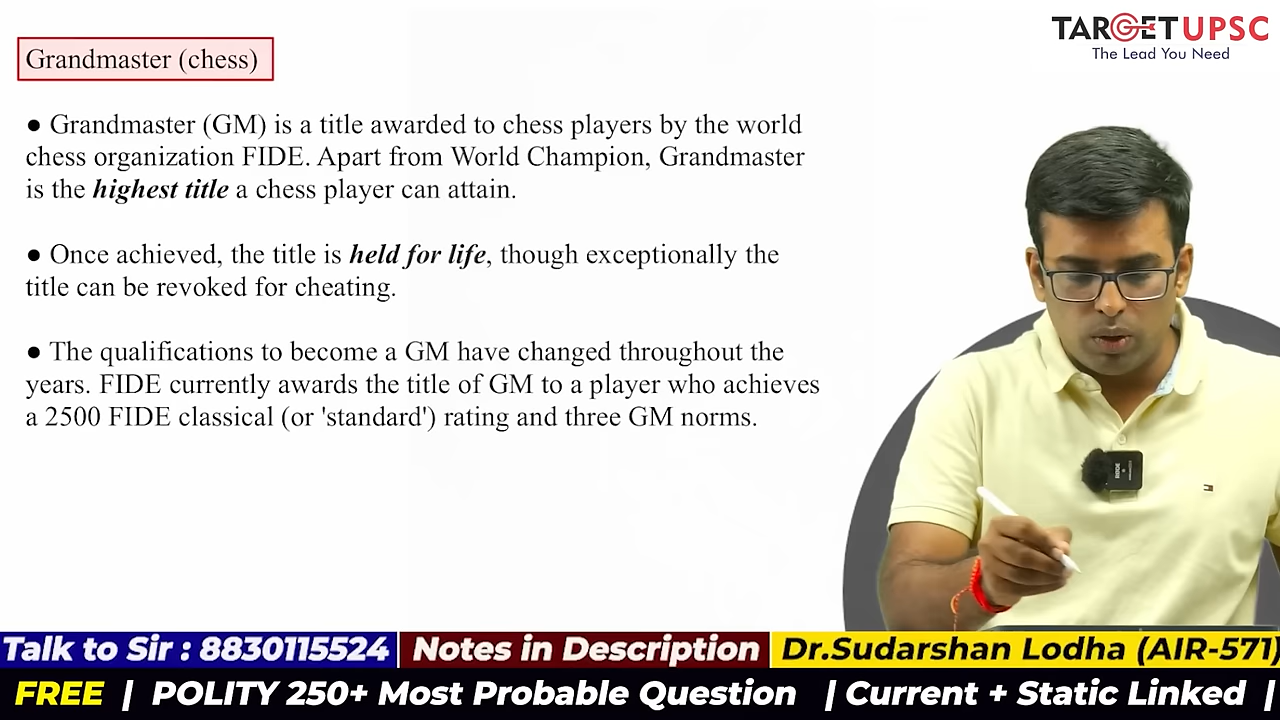 TARGET UPSC
The Lead You Need
Grandmaster (chess)
● Grandmaster (GM) is a title awarded to chess players by the world
chess organization FIDE. Apart from World Champion, Grandmaster
is the highest title a chess player can attain.
● Once achieved, the title is held for life, though exceptionally the
title can be revoked for cheating.
● The qualifications to become a GM have changed throughout the
years. FIDE currently awards the title of GM to a player who achieves
a 2500 FIDE classical (or 'standard') rating and three GM norms.
Talk to Sir : 8830115524
Notes in Description
Dr.Sudarshan Lodha (AIR-571)
FREE | POLITY 250+ Most Probable Question | Current + Static Linked |